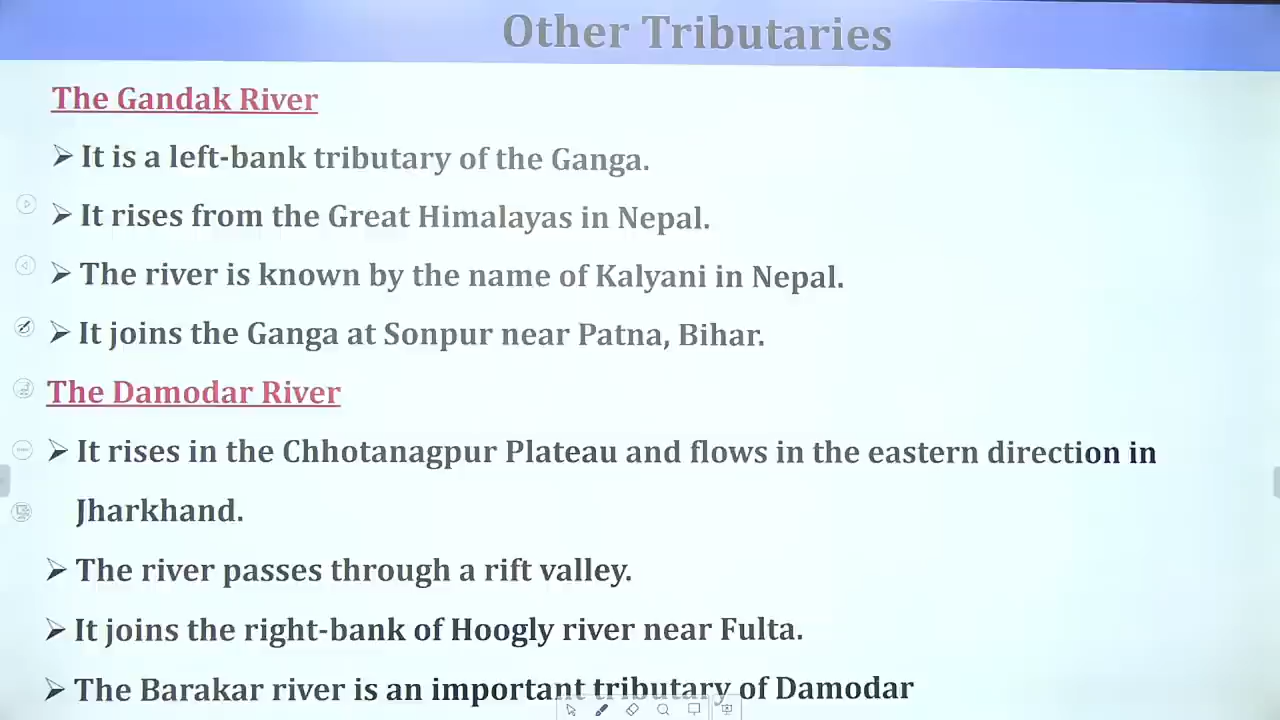 Other Tributaries
The Gandak River
➢ It is a left-bank tributary of the Ganga.
➢ It rises from the Great Himalayas in Nepal.
➢ The river is known by the name of Kalyani in Nepal.
➢ It joins the Ganga at Sonpur near Patna, Bihar.
The Damodar River
➢ It rises in the Chhotanagpur Plateau and flows in the eastern direction in
Jharkhand.
➢ The river passes through a rift valley.
➢ It joins the right-bank of Hoogly river near Fulta.
➢ The Barakar river is an important tributary of Damodar